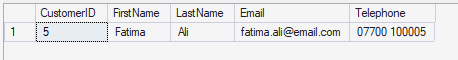 CustomerID FirstName LastName Email Telephone
1 5 Fatima Ali fatima.ali@email.com 07700 100005